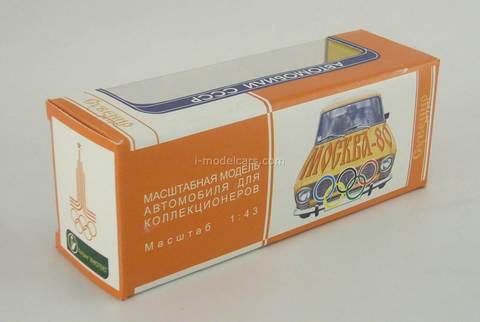 АВТОМОБИЛИ СССР
i-modelcars.com
МОСКВА-80
МАСШТАБНАЯ МОДЕЛЬ
АВТОМОБИЛЯ ДЛЯ
КОЛЛЕКЦИОНЕРОВ
Масштаб 1:43